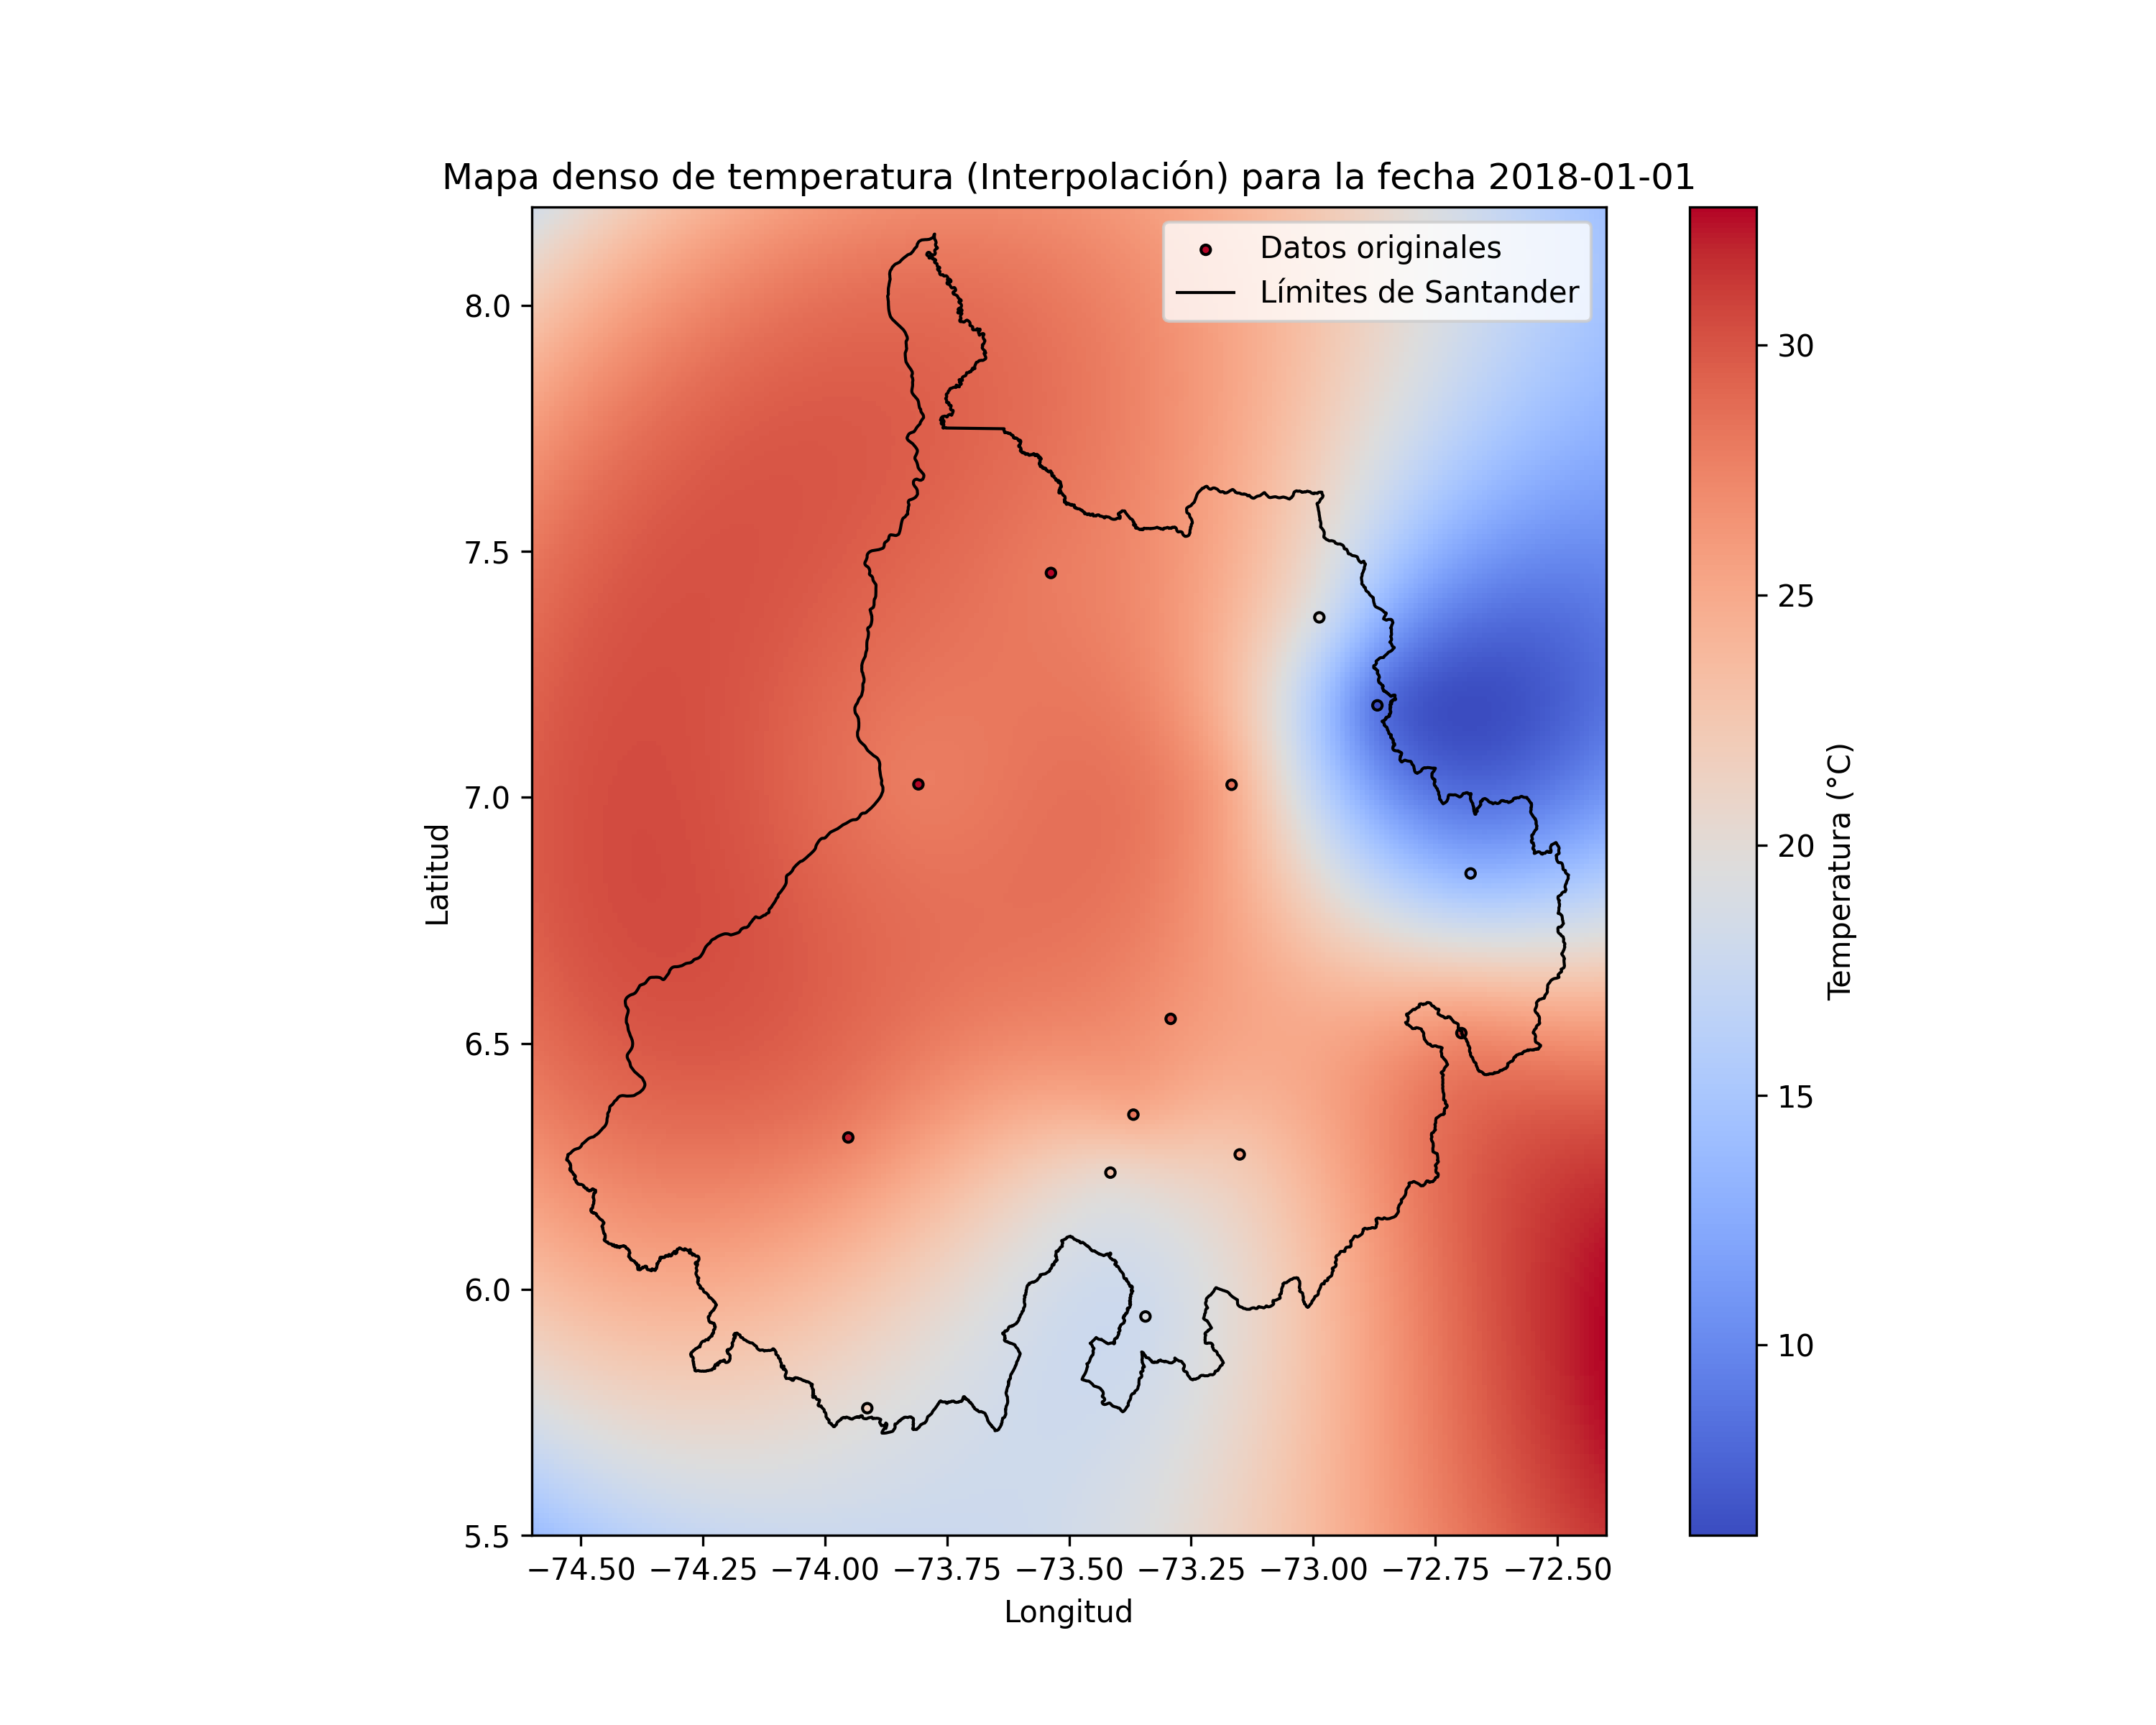 Mapa denso de temperatura (Interpolación) para la fecha 2018-01-01
Datos originales
Límites de Santander
8.0
7.5
7.0
6.5
6.0
5.5
Latitud
−74.50 −74.25 −74.00 −73.75 −73.50 −73.25 −73.00 −72.75 −72.50
Longitud
30
25
20
15
10
Temperatura (°C)